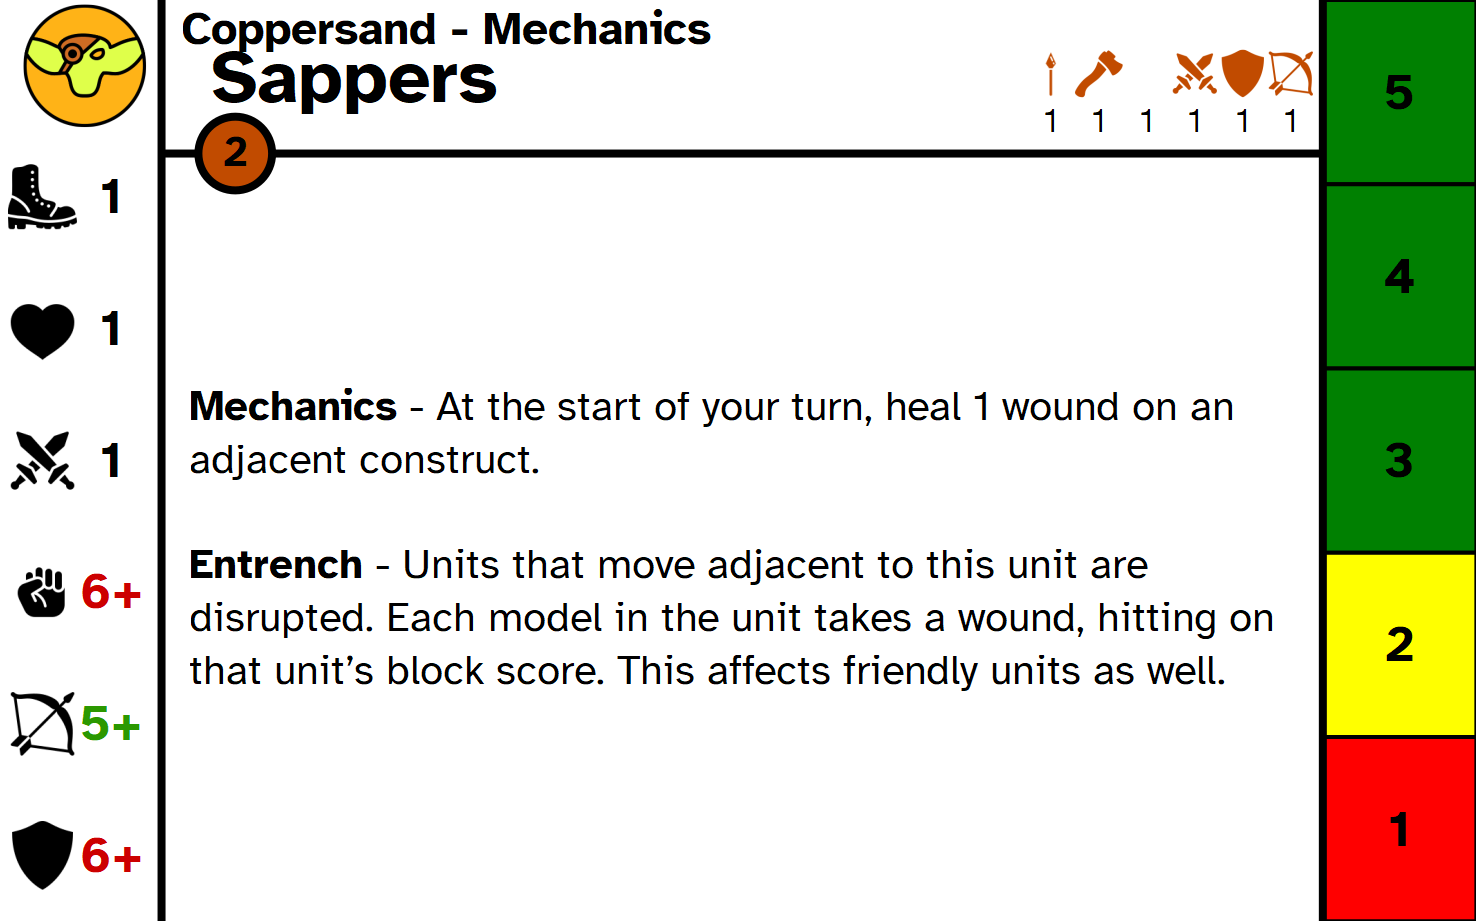 Coppersand - Mechanics
Sappers
1 1 1 1 1 1
2
1
1
1
6+
5+
6+
Mechanics - At the start of your turn, heal 1 wound on an
adjacent construct.
Entrench - Units that move adjacent to this unit are
disrupted. Each model in the unit takes a wound, hitting on
that unit’s block score. This affects friendly units as well.
5
4
3
2
1